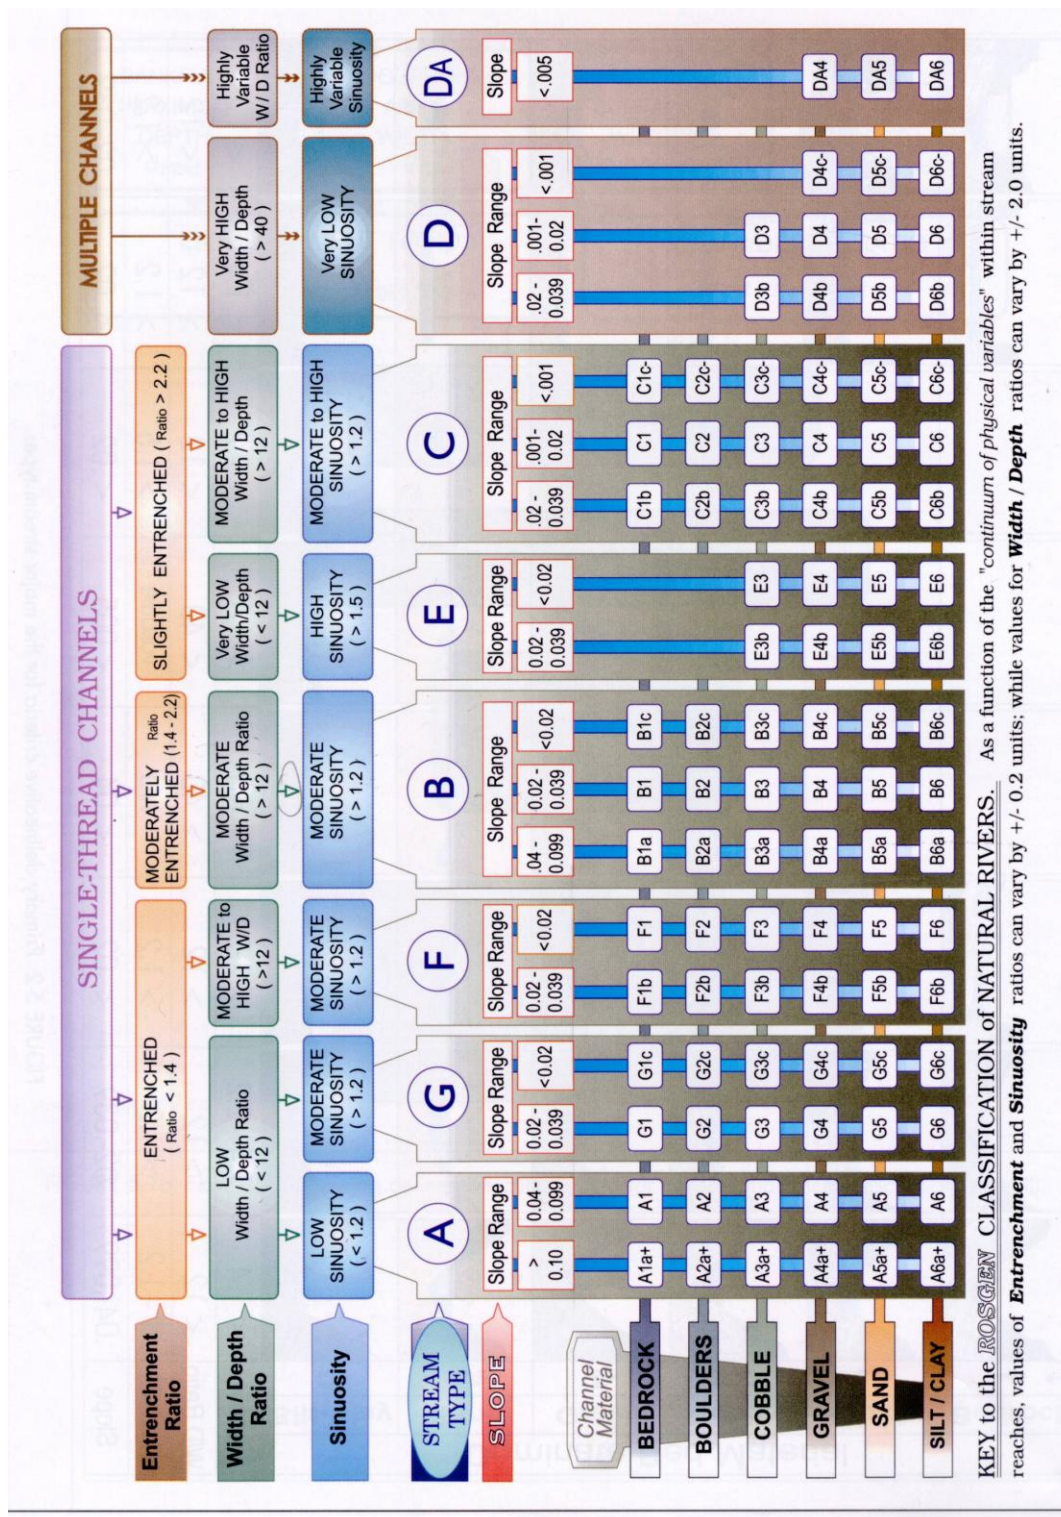 SINGLE-THREAD CHANNELS
MULTIPLE CHANNELS
Entrenchment
Ratio
ENTRENCHED
( Ratio < 1.4 )
MODERATELY
ENTRENCHED
Ratio
(1.4 - 2.2)
SLIGHTLY ENTRENCHED ( Ratio > 2.2 )
Width / Depth
Ratio
LOW
Width / Depth Ratio
( < 12 )
MODERATE to
HIGH W/D
( >12 )
MODERATE
Width / Depth Ratio
( > 12 )
Very LOW
Width/Depth
( < 12 )
MODERATE to HIGH
Width / Depth
( > 12 )
Very HIGH
Width / Depth
( > 40 )
Highly
Variable
W / D Ratio
Sinuosity
LOW
SINUOSITY
( < 1.2 )
MODERATE
SINUOSITY
( > 1.2 )
MODERATE
SINUOSITY
( > 1.2 )
MODERATE
SINUOSITY
( > 1.2 )
HIGH
SINUOSITY
( > 1.5 )
MODERATE to HIGH
SINUOSITY
( > 1.2 )
Very LOW
SINUOSITY
Highly
Variable
Sinuosity
STREAM
TYPE
A G F B E C D DA
SLOPE
Slope Range Slope Range Slope Range Slope Range Slope Range Slope Range Slope Range Slope
>
0.10
0.04 -
0.099
0.02 -
0.039
<0.02
0.02 -
0.039
<0.02
.04 -
0.099
0.02 -
0.039
<0.02
0.02 -
0.039
<0.02
.02 -
0.039
.001-
0.02
<.001
.02 -
0.039
.001-
0.02
<.001
<.005
Channel
Material
BEDROCK A1a+ A1 G1 G1c F1b F1 B1a B1 B1c C1b C1 C1c-
BOULDERS A2a+ A2 G2 G2c F2b F2 B2a B2 B2c C2b C2 C2c-
COBBLE A3a+ A3 G3 G3c F3b F3 B3a B3 B3c E3b E3 C3b C3 C3c- D3b D3
GRAVEL A4a+ A4 G4 G4c F4b F4 B4a B4 B4c E4b E4 C4b C4 C4c- D4b D4 D4c- DA4
SAND A5a+ A5 G5 G5c F5b F5 B5a B5 B5c E5b E5 C5b C5 C5c- D5b D5 D5c- DA5
SILT / CLAY A6a+ A6 G6 G6c F6b F6 B6a B6 B6c E6b E6 C6b C6 C6c- D6b D6 D6c- DA6
KEY to the ROSGEN CLASSIFICATION of NATURAL RIVERS. As a function of the "continuum of physical variables" within stream
reaches, values of Entrenchment and Sinuosity ratios can vary by +/- 0.2 units; while values for Width / Depth ratios can vary by +/- 2.0 units.